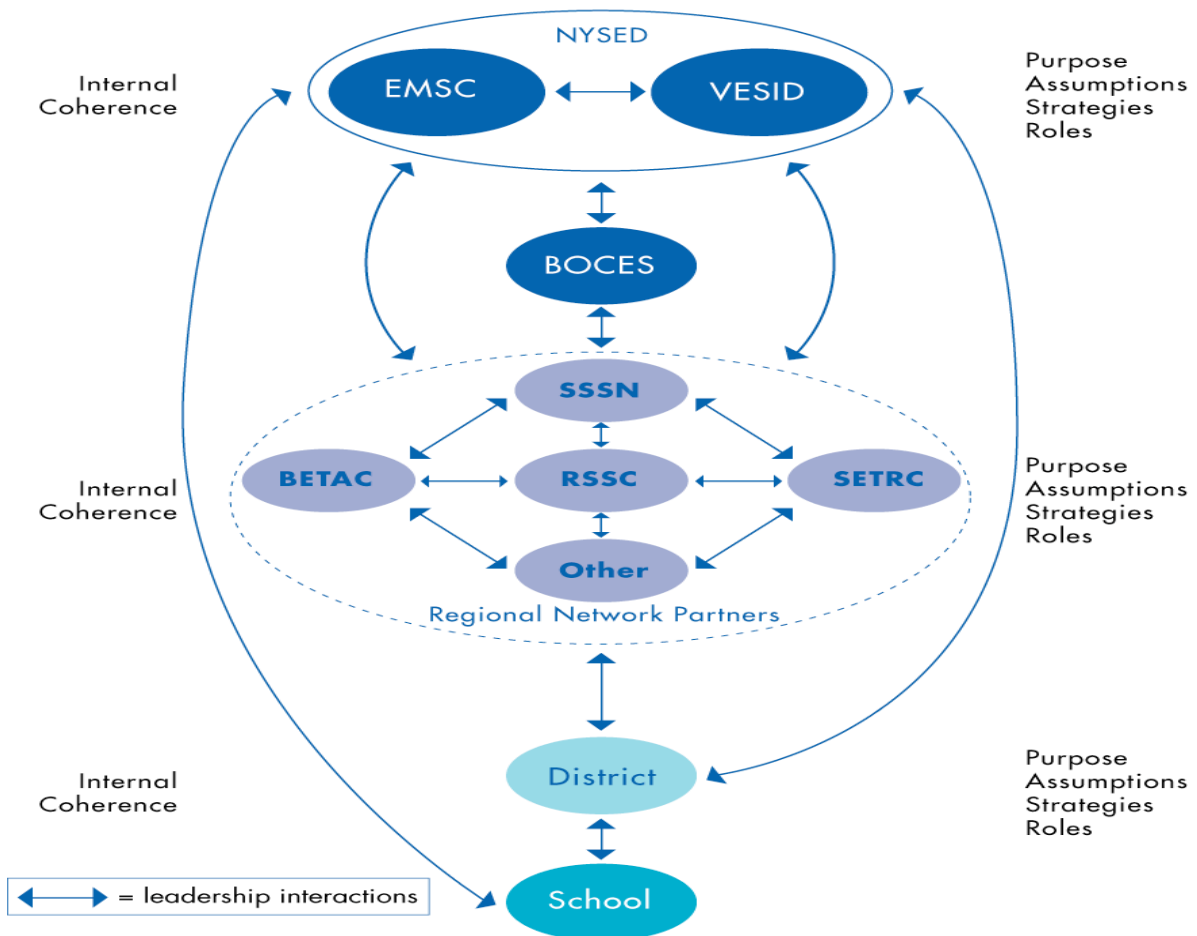 NYSED
EMSC
VESID
Internal
Coherence
Purpose
Assumptions
Strategies
Roles
BOCES
SSSN
BETAC
RSSC
SETRC
Other
Regional Network Partners
Internal
Coherence
Purpose
Assumptions
Strategies
Roles
District
Internal
Coherence
Purpose
Assumptions
Strategies
Roles
School
= leadership interactions